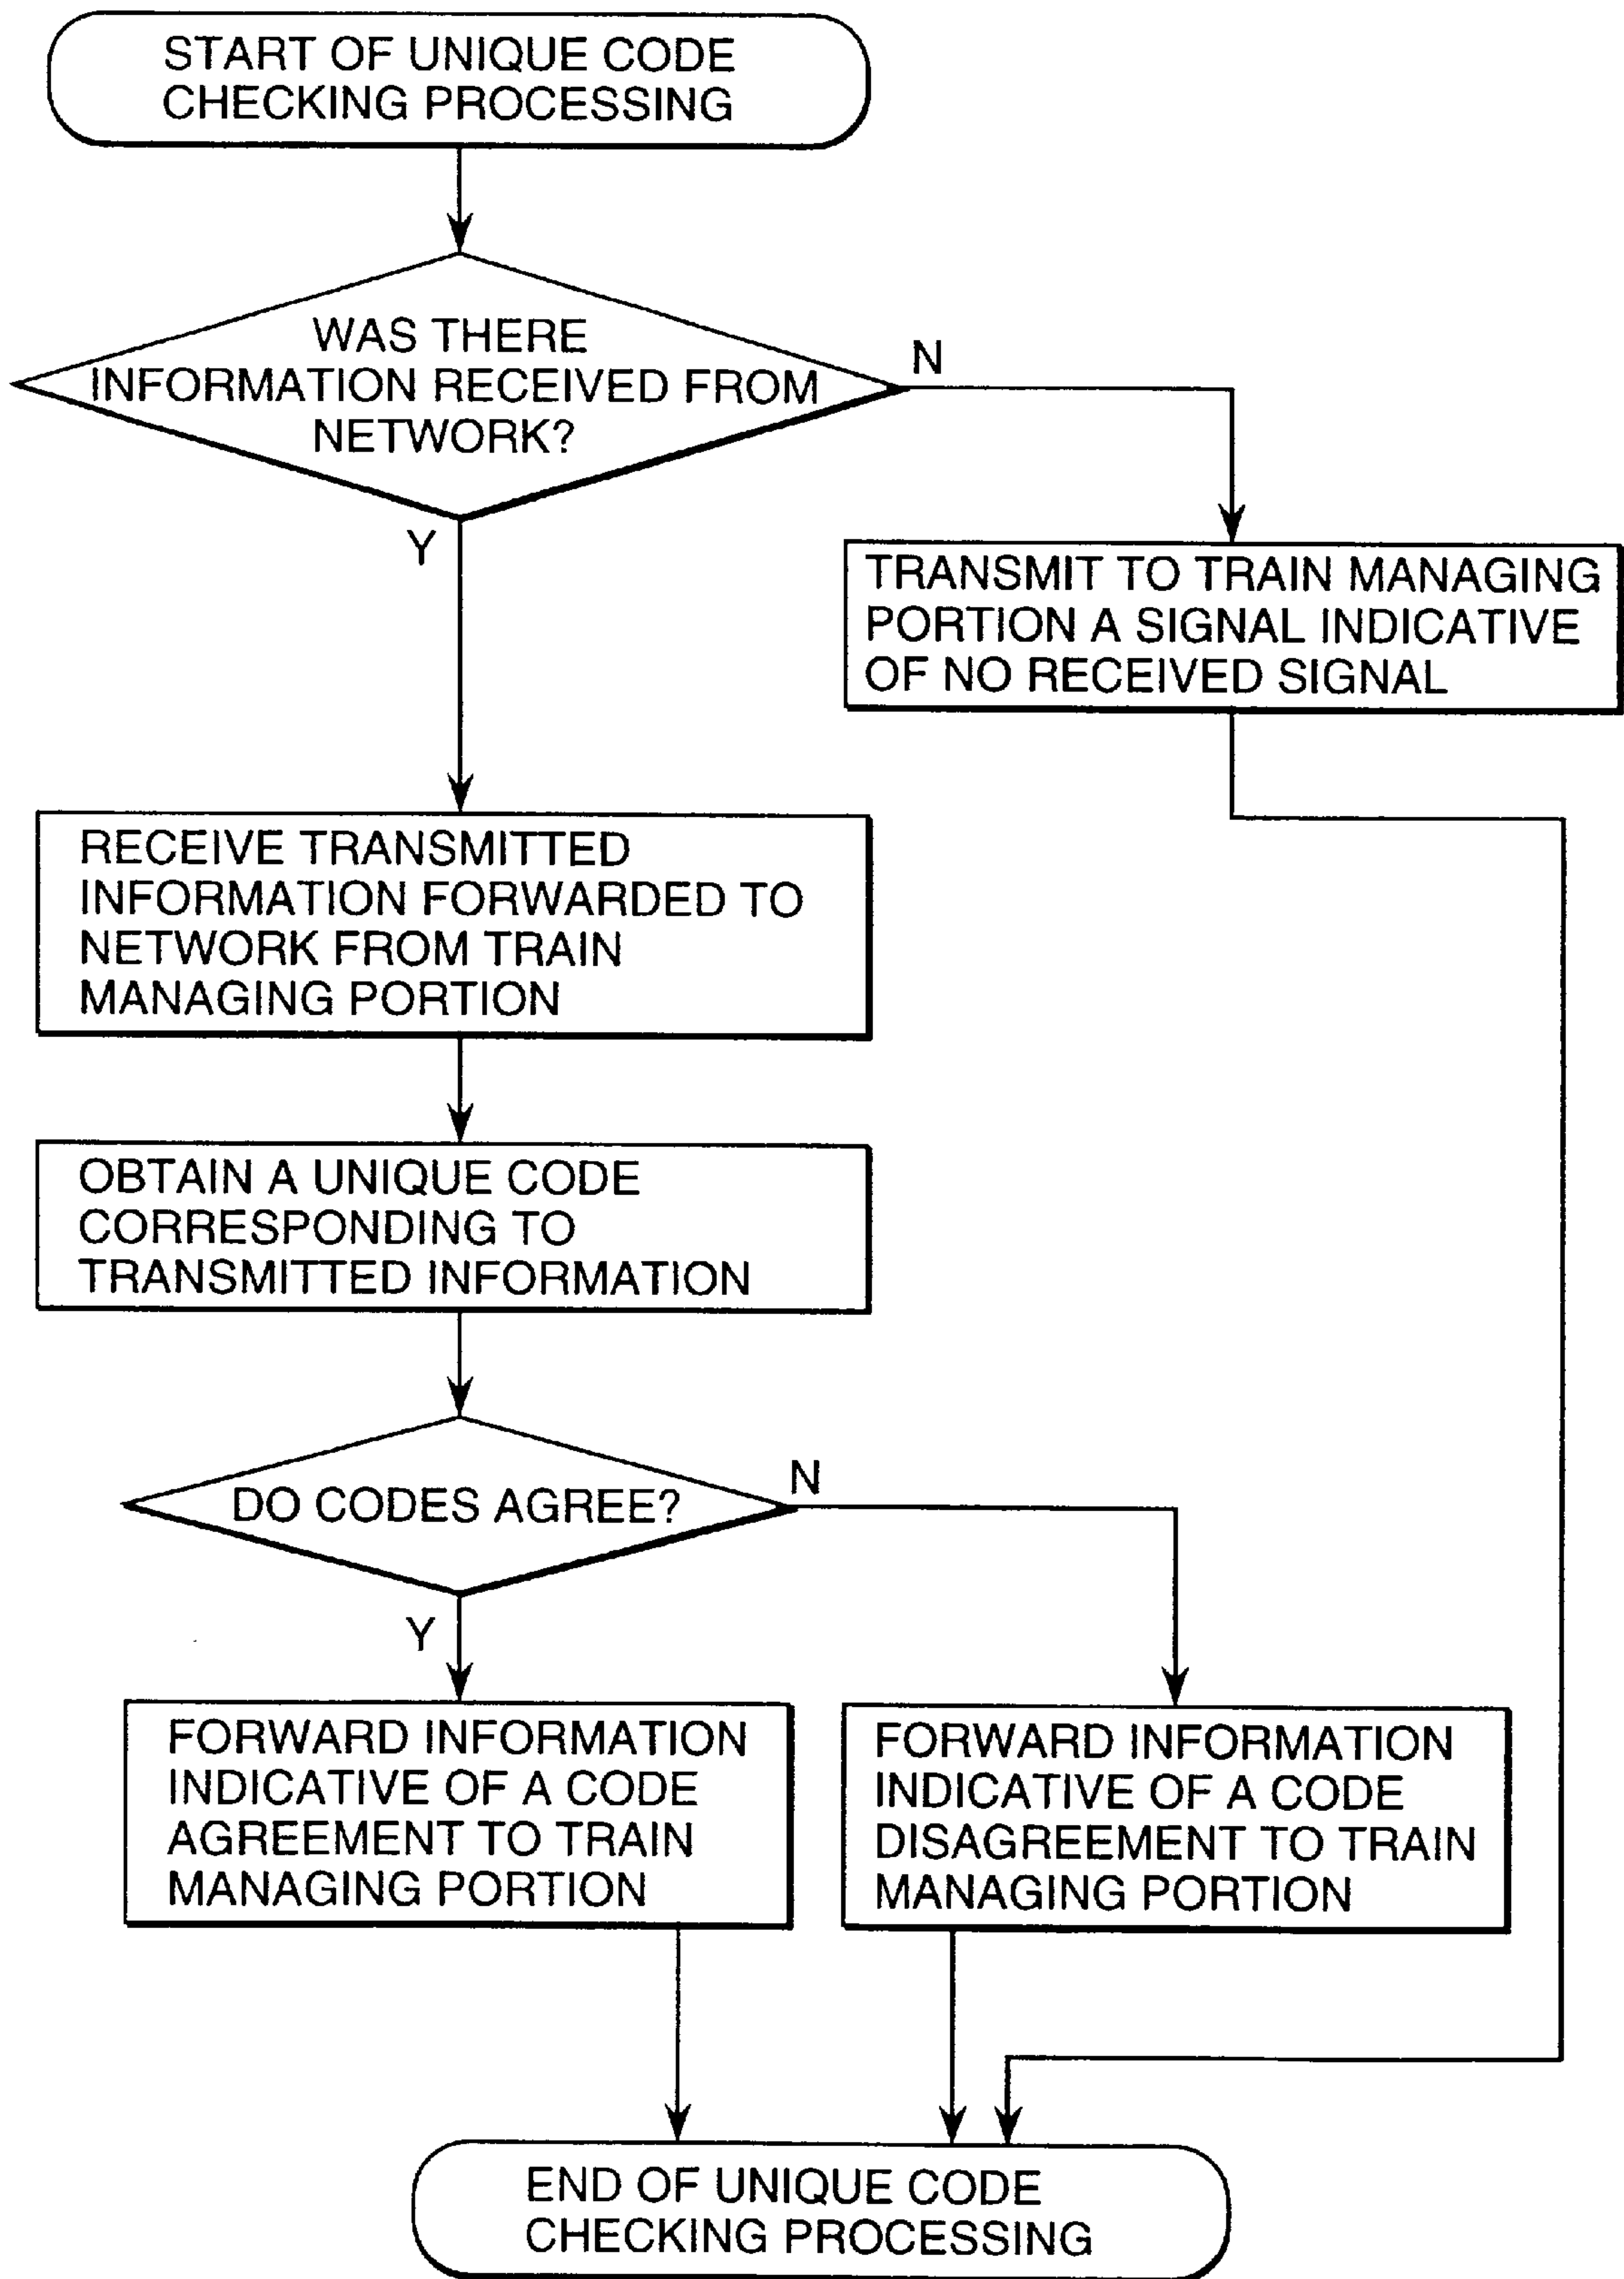 START OF UNIQUE CODE
CHECKING PROCESSING
WAS THERE
INFORMATION RECEIVED FROM
NETWORK?
N
Y
TRANSMIT TO TRAIN MANAGING
PORTION A SIGNAL INDICATIVE
OF NO RECEIVED SIGNAL
RECEIVE TRANSMITTED
INFORMATION FORWARDED TO
NETWORK FROM TRAIN
MANAGING PORTION
OBTAIN A UNIQUE CODE
CORRESPONDING TO
TRANSMITTED INFORMATION
DO CODES AGREE?
N
Y
FORWARD INFORMATION
INDICATIVE OF A CODE
AGREEMENT TO TRAIN
MANAGING PORTION
FORWARD INFORMATION
INDICATIVE OF A CODE
DISAGREEMENT TO TRAIN
MANAGING PORTION
END OF UNIQUE CODE
CHECKING PROCESSING